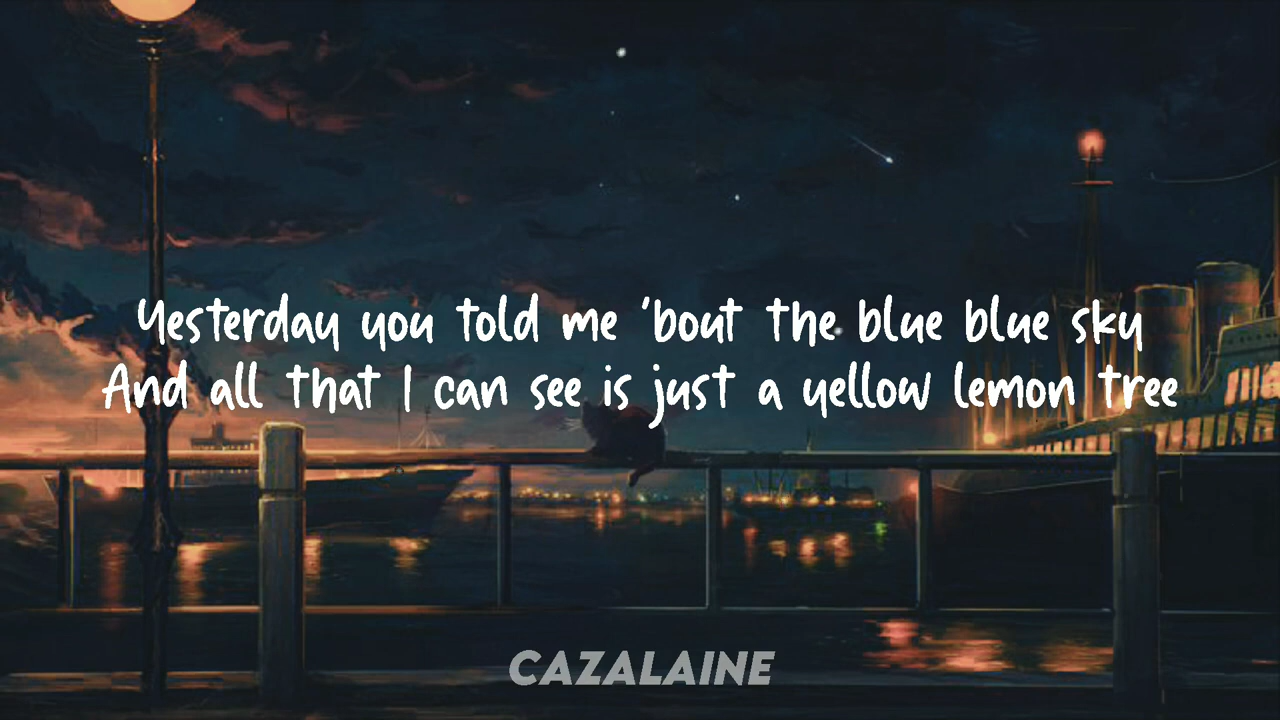 Yesterday you told me 'bout the blue blue sky
And all that I can see is just a yellow lemon tree
CAZALAINE